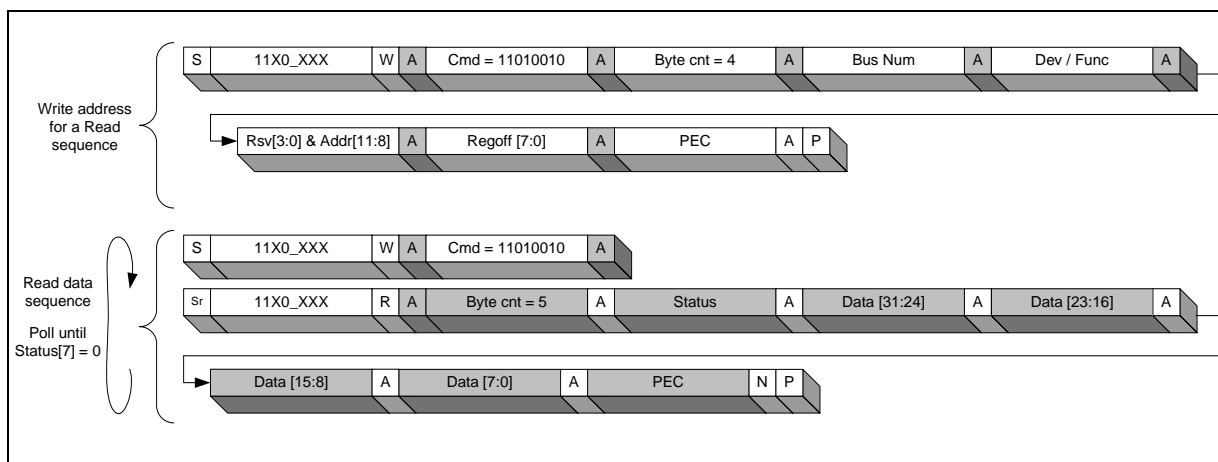 S 11X0_XXX W A Cmd = 11010010 A Byte cnt = 4 A Bus Num A Dev / Func A
Write address
for a Read
sequence
Rsv[3:0] & Addr[11:8] A Regoff [7:0] A PEC A P
S 11X0_XXX W A Cmd = 11010010 A
Read data
sequence
Poll until
Status[7] = 0
Sr 11X0_XXX R A Byte cnt = 5 A Status A Data [31:24] A Data [23:16] A
Data [15:8] A Data [7:0] A PEC N P